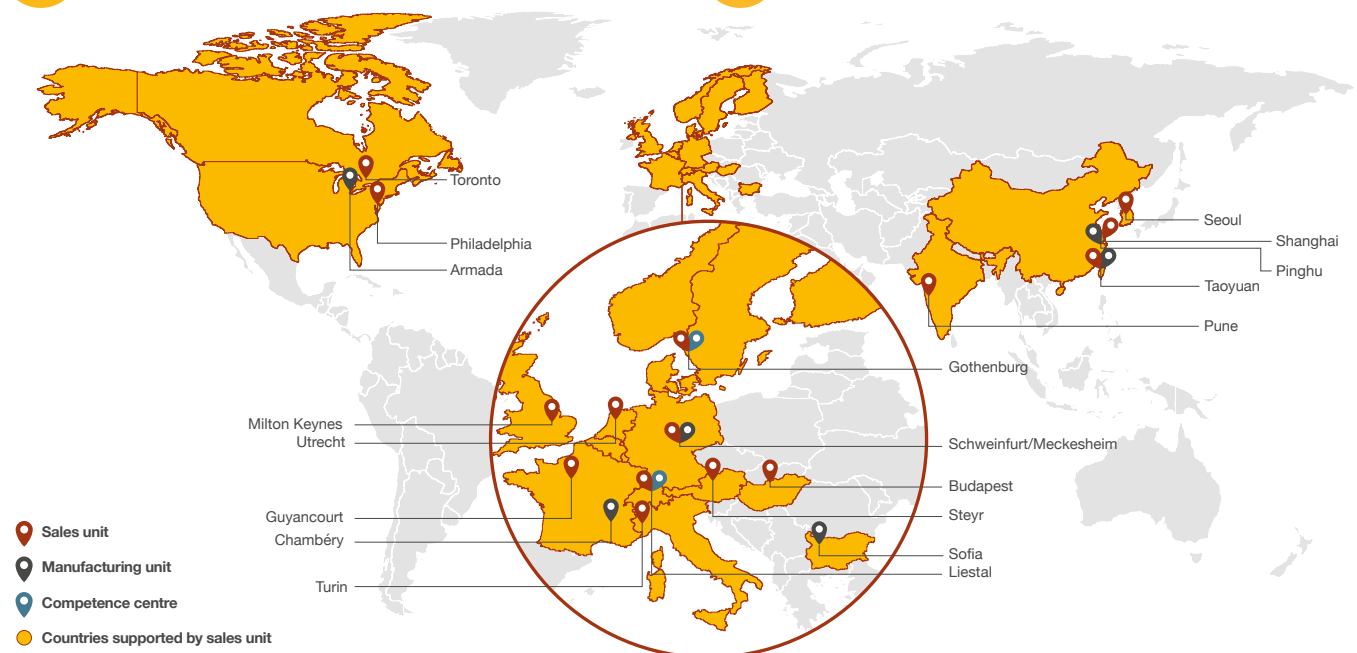 Toronto
Philadelphia
Armada
Seoul
Shanghai
Pinghu
Taoyuan
Pune
Gothenburg
Milton Keynes
Utrecht
Schweinfurt/Meckesheim
Budapest
Guyancourt
Steyr
Chambéry
Sofia
Liestal
Turin
Sales unit
Manufacturing unit
Competence centre
Countries supported by sales unit